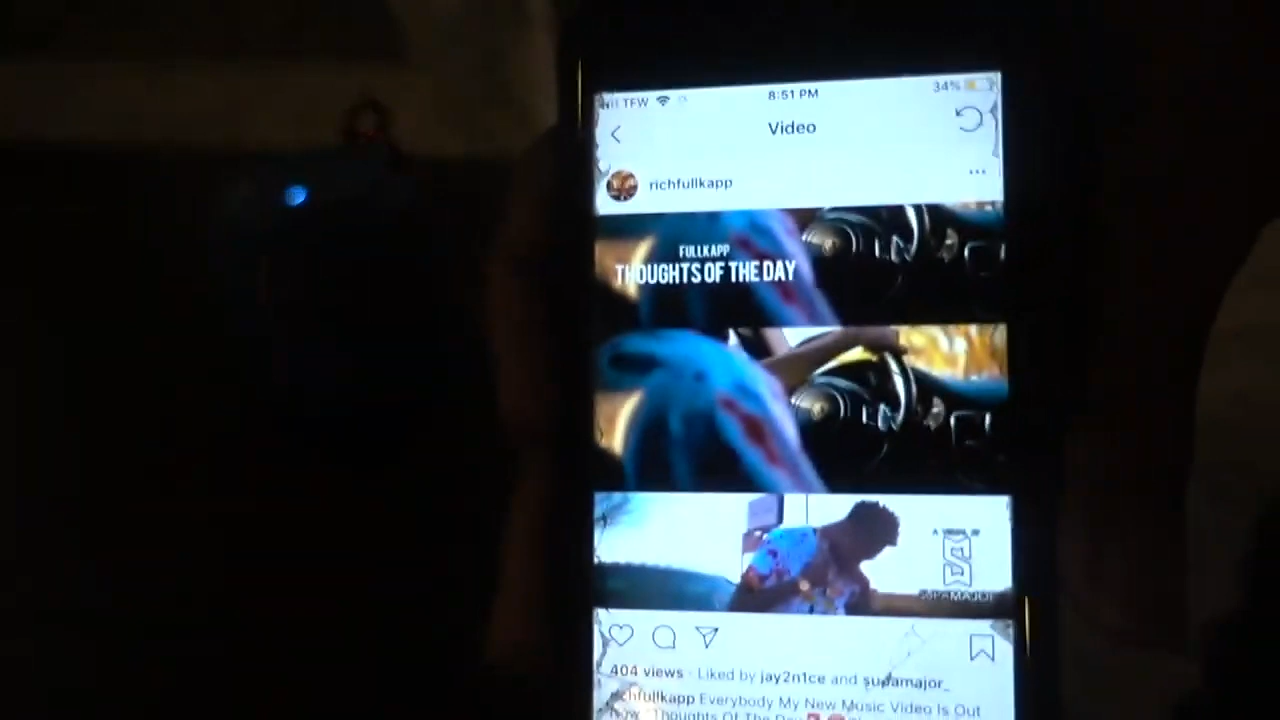 TFW 8:51 PM 34%
Video
richfullkapp
FULLKAPP
THOUGHTS OF THE DAY
404 views · Liked by jay2n1ce and supamajor_
richfullkapp Everybody My New Music Video Is Out
Now "Thoughts Of The Day